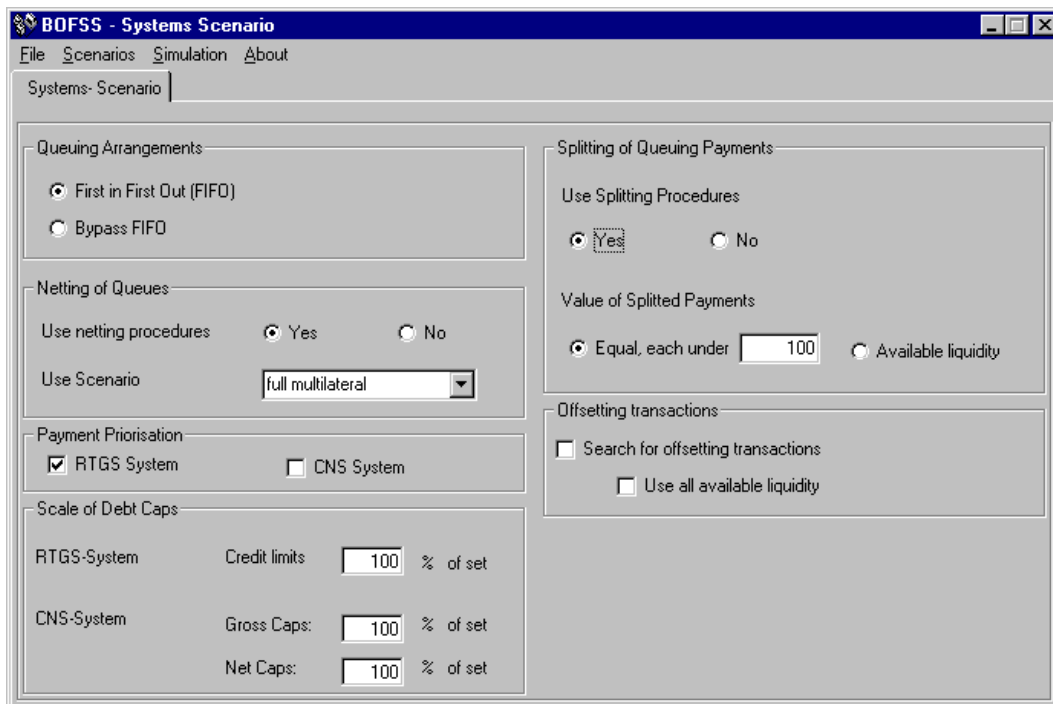 BOFSS - Systems Scenario
File Scenarios Simulation About
Systems- Scenario
Queuing Arrangements
First in First Out (FIFO)
Bypass FIFO
Netting of Queues
Use netting procedures Yes No
Use Scenario full multilateral
Payment Priorisation
RTGS System CNS System
Scale of Debt Caps
RTGS-System Credit limits 100 % of set
CNS-System Gross Caps: 100 % of set
Net Caps: 100 % of set
Splitting of Queuing Payments
Use Splitting Procedures
Yes No
Value of Splitted Payments
Equal, each under 100 Available liquidity
Offsetting transactions
Search for offsetting transactions
Use all available liquidity